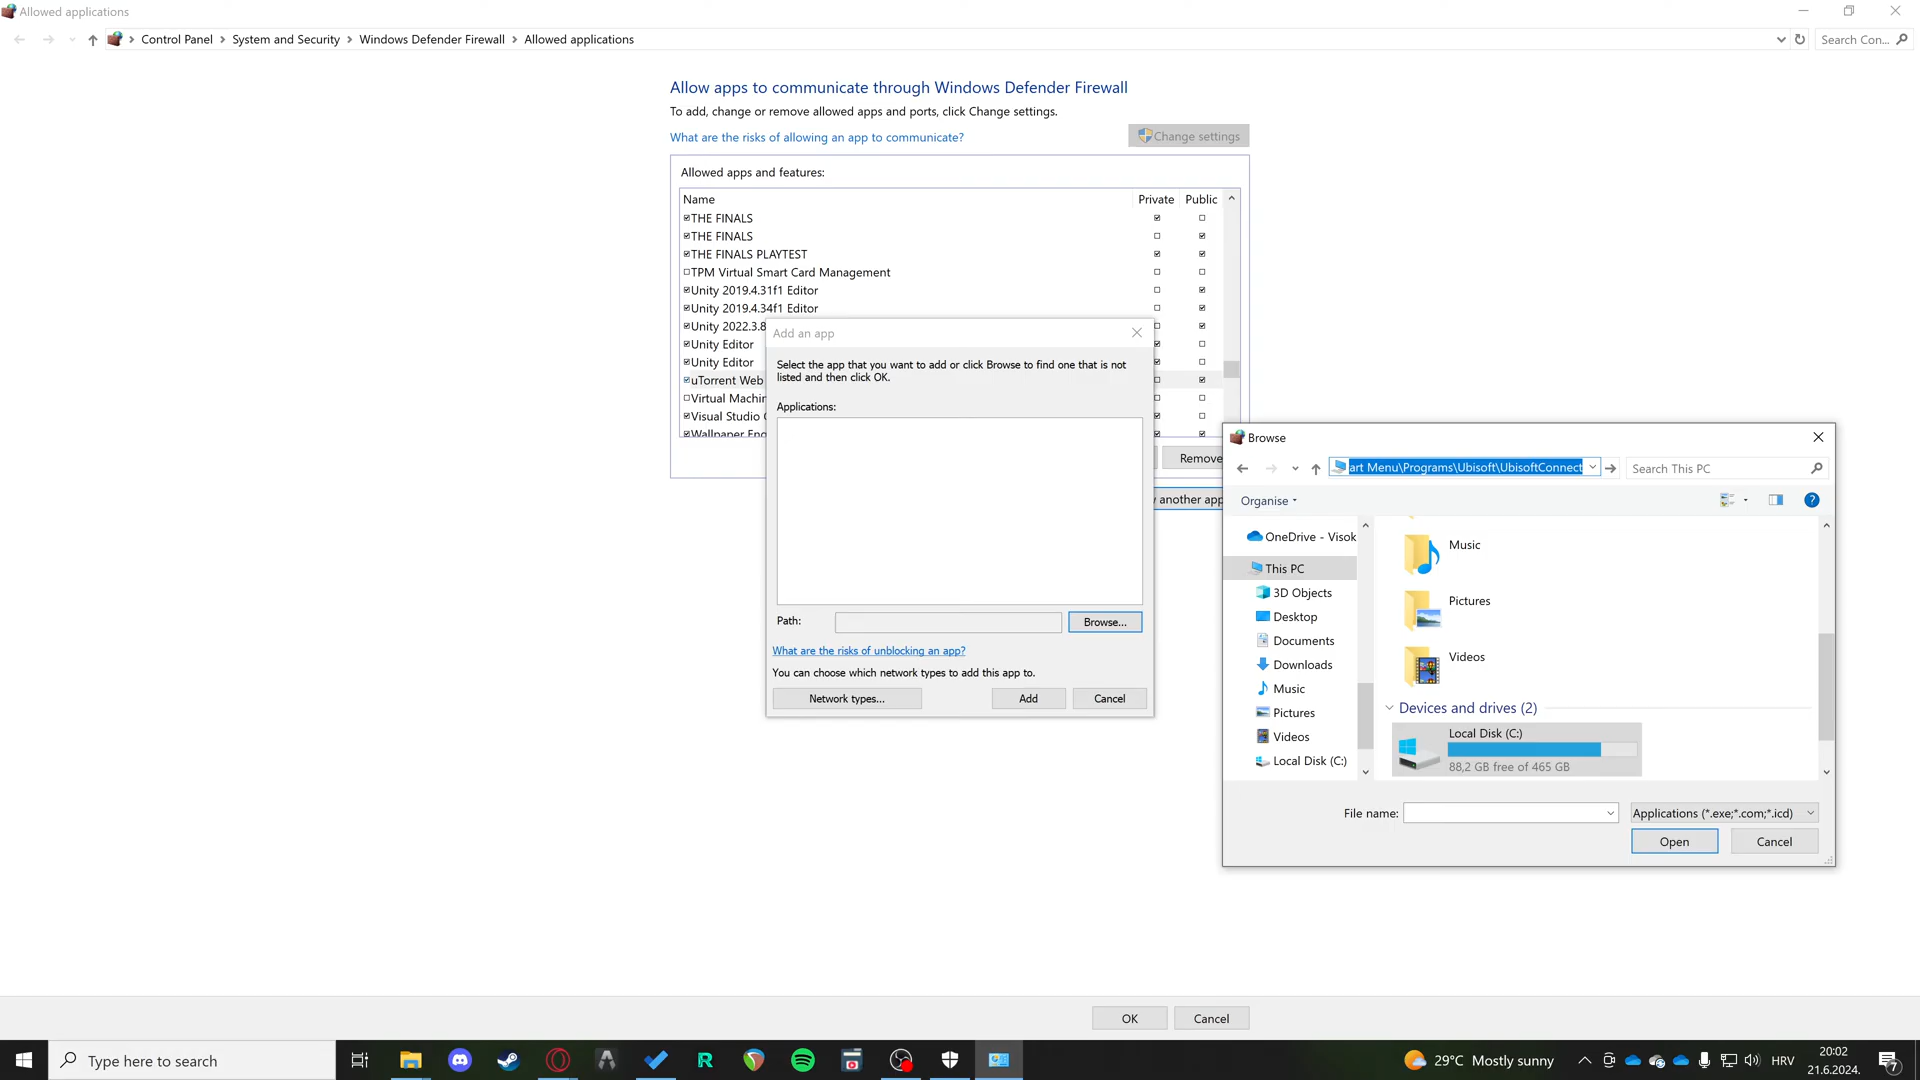 Allowed applications
Control Panel > System and Security > Windows Defender Firewall > Allowed applications
Search Con...
Allow apps to communicate through Windows Defender Firewall
To add, change or remove allowed apps and ports, click Change settings.
What are the risks of allowing an app to communicate?
Change settings
Allowed apps and features:
Name Private Public
THE FINALS
THE FINALS
THE FINALS PLAYTEST
TPM Virtual Smart Card Management
Unity 2019.4.31f1 Editor
Unity 2019.4.34f1 Editor
Unity 2022.3.8
Unity Editor
Unity Editor
uTorrent Web
Virtual Machin
Visual Studio
Wallpaper Eng
Remove
another app
Add an app
Select the app that you want to add or click Browse to find one that is not
listed and then click OK.
Applications:
Path:
Browse...
What are the risks of unblocking an app?
You can choose which network types to add this app to.
Network types...
Add
Cancel
Browse
art Menu\Programs\Ubisoft\UbisoftConnect
Search This PC
Organise
OneDrive - Visok
This PC
3D Objects
Desktop
Documents
Downloads
Music
Pictures
Videos
Local Disk (C:)
Music
Pictures
Videos
Devices and drives (2)
Local Disk (C:)
88,2 GB free of 465 GB
File name:
Applications (*.exe;*.com;*.icd)
Open
Cancel
OK
Cancel
Type here to search
29°C Mostly sunny
HRV
20:02
21.6.2024.
7